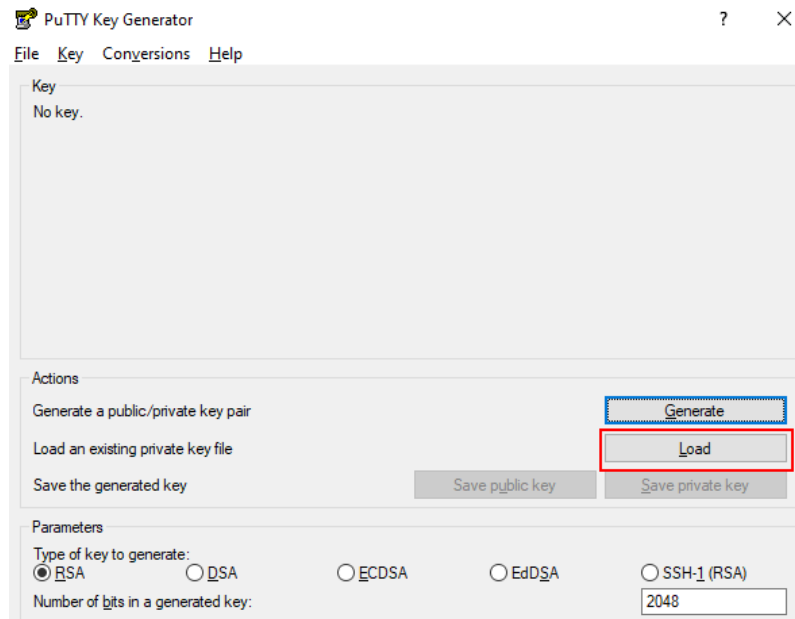 PuTTY Key Generator ? ×
File Key Conversions Help
Key
No key.
Actions
Generate a public/private key pair Generate
Load an existing private key file Load
Save the generated key Save public key Save private key
Parameters
Type of key to generate:
RSA DSA ECDSA EdDSA SSH-1 (RSA)
Number of bits in a generated key: 2048